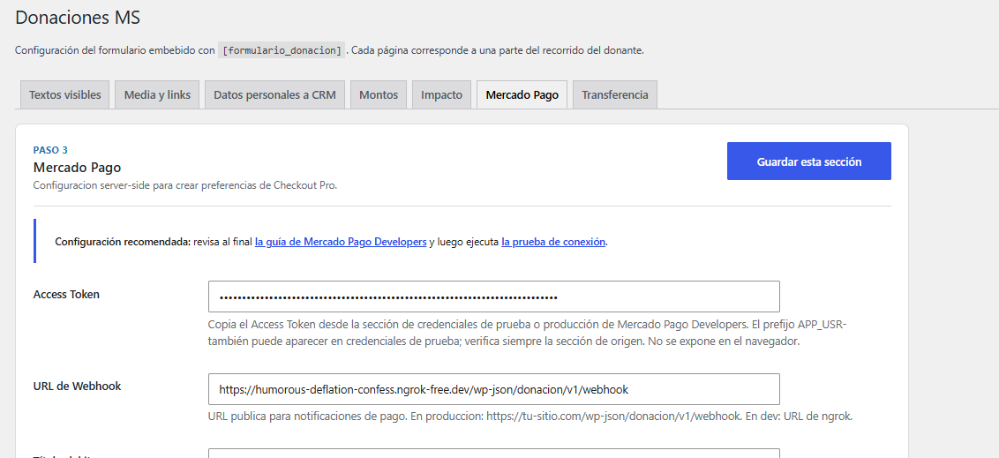 Donaciones MS
Configuración del formulario embebido con [formulario_donacion] . Cada página corresponde a una parte del recorrido del donante.
Textos visibles Media y links Datos personales a CRM Montos Impacto Mercado Pago Transferencia
PASO 3
Mercado Pago
Configuracion server-side para crear preferencias de Checkout Pro.
Guardar esta sección
Configuración recomendada: revisa al final la guía de Mercado Pago Developers y luego ejecuta la prueba de conexión.
Access Token
Copia el Access Token desde la sección de credenciales de prueba o producción de Mercado Pago Developers. El prefijo APP_USR-
también puede aparecer en credenciales de prueba; verifica siempre la sección de origen. No se expone en el navegador.
URL de Webhook
https://humorous-deflation-confess.ngrok-free.dev/wp-json/donacion/v1/webhook
URL publica para notificaciones de pago. En produccion: https://tu-sitio.com/wp-json/donacion/v1/webhook. En dev: URL de ngrok.